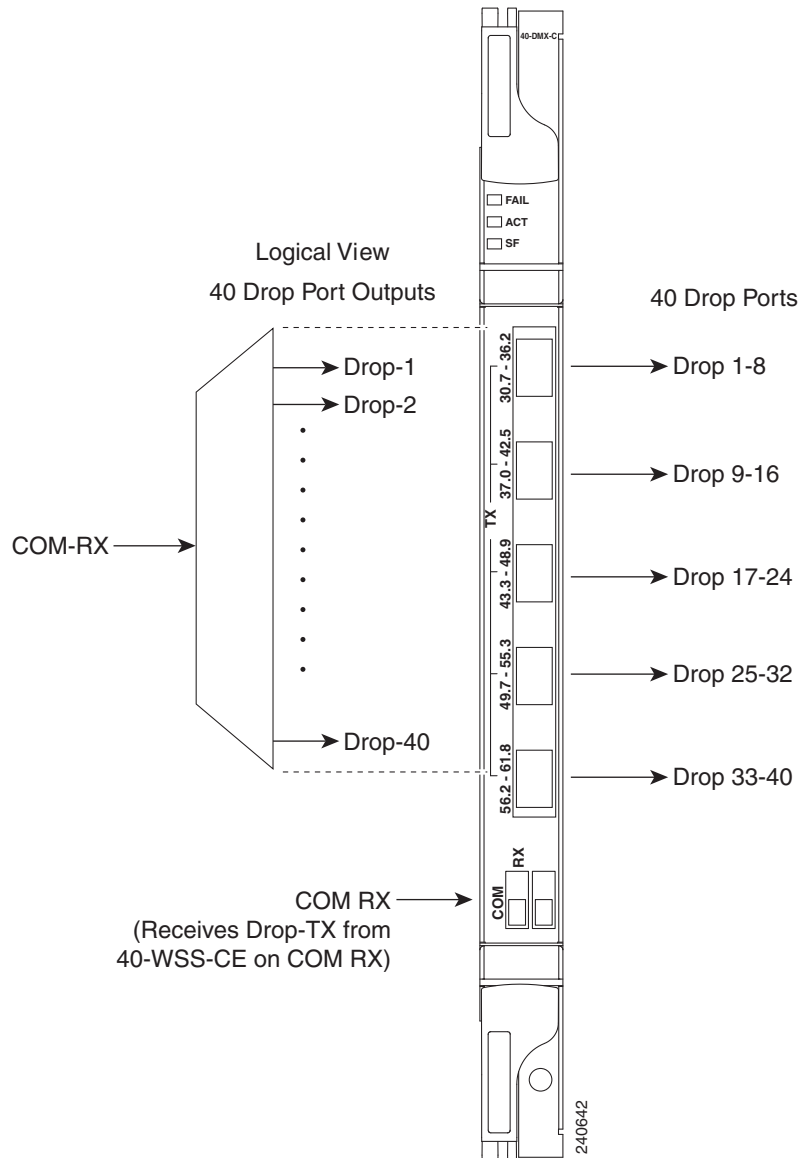 40-DMX-C
FAIL
ACT
SF
Logical View
40 Drop Port Outputs
40 Drop Ports
Drop-1
Drop-2
Drop-40
COM-RX
30.7 - 36.2
37.0 - 42.5
43.3 - 48.9
49.7 - 55.3
56.2 - 61.8
TX
Drop 1-8
Drop 9-16
Drop 17-24
Drop 25-32
Drop 33-40
RX
COM
COM RX
(Receives Drop-TX from
40-WSS-CE on COM RX)
240642